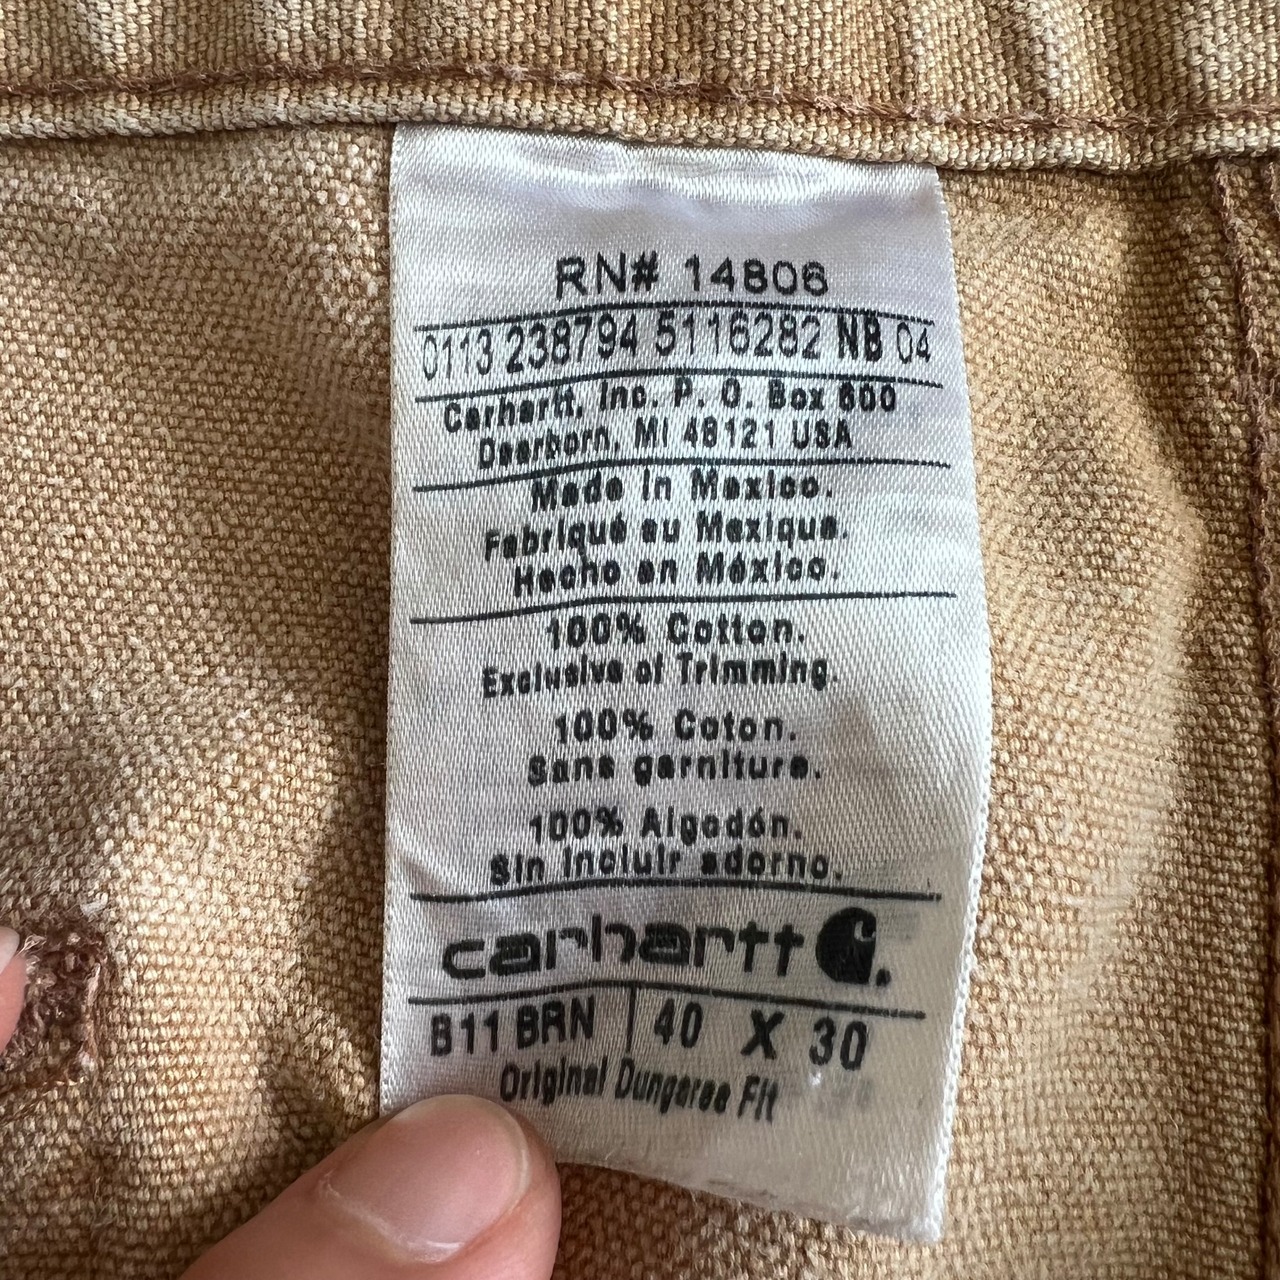 RN# 14806
0113 238794 5116282 NB 04
Carhartt, Inc. P. O. Box 600
Dearborn, MI 48121 USA
Made in Mexico.
Fabriqué au Mexique.
Hecho en México.
100% Cotton.
Exclusive of Trimming.
100% Coton.
Sans garniture.
100% Algodón.
Sin incluir adorno.
carhartt
B11 BRN | 40 X 30
Original Dungaree Fit